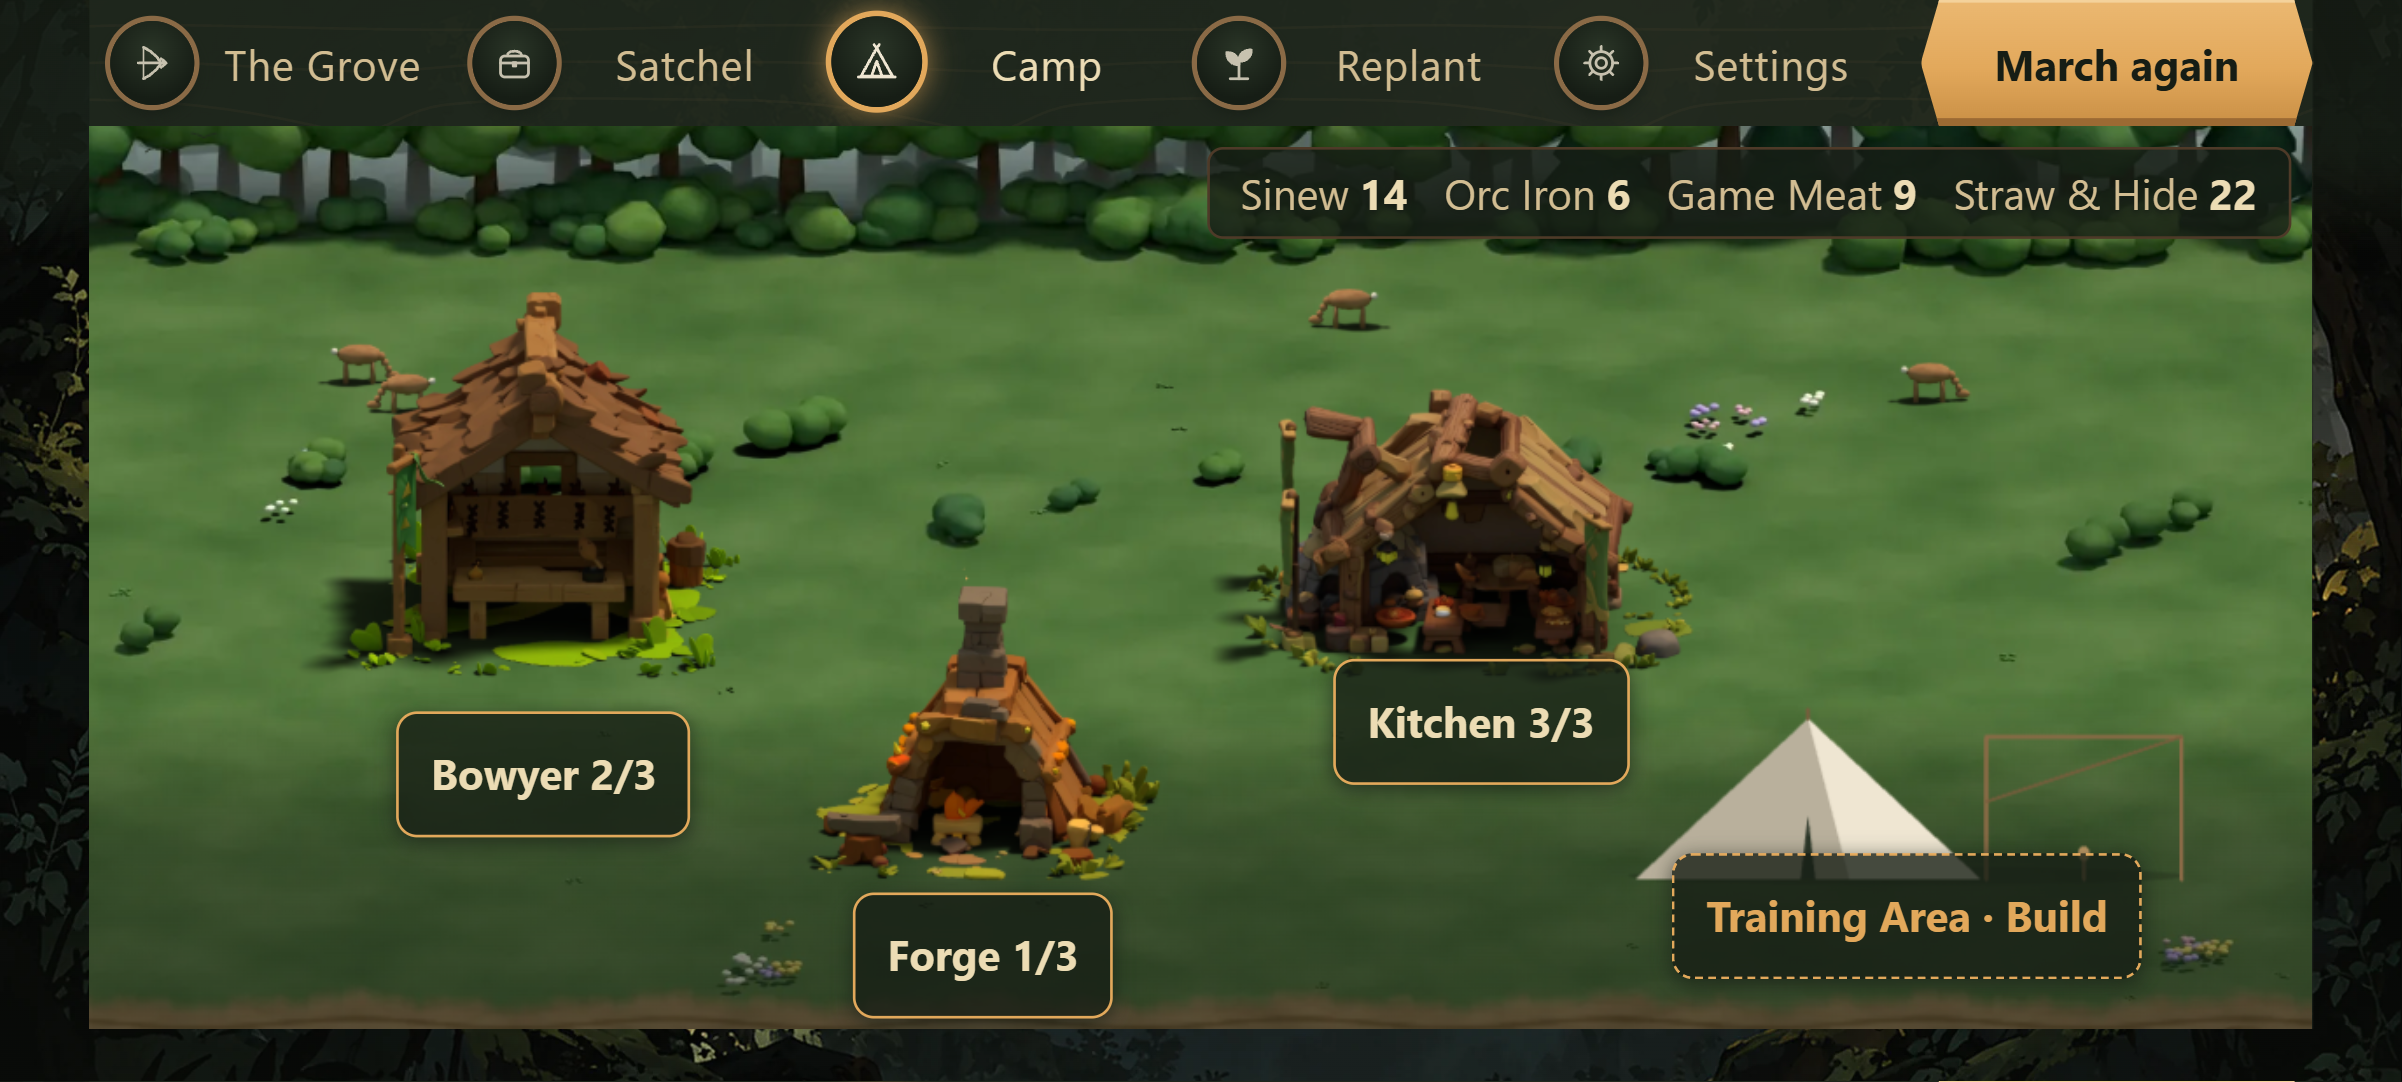 The Grove Satchel Camp Replant Settings March again
Sinew 14 Orc Iron 6 Game Meat 9 Straw & Hide 22
Kitchen 3/3
Bowyer 2/3
Training Area · Build
Forge 1/3